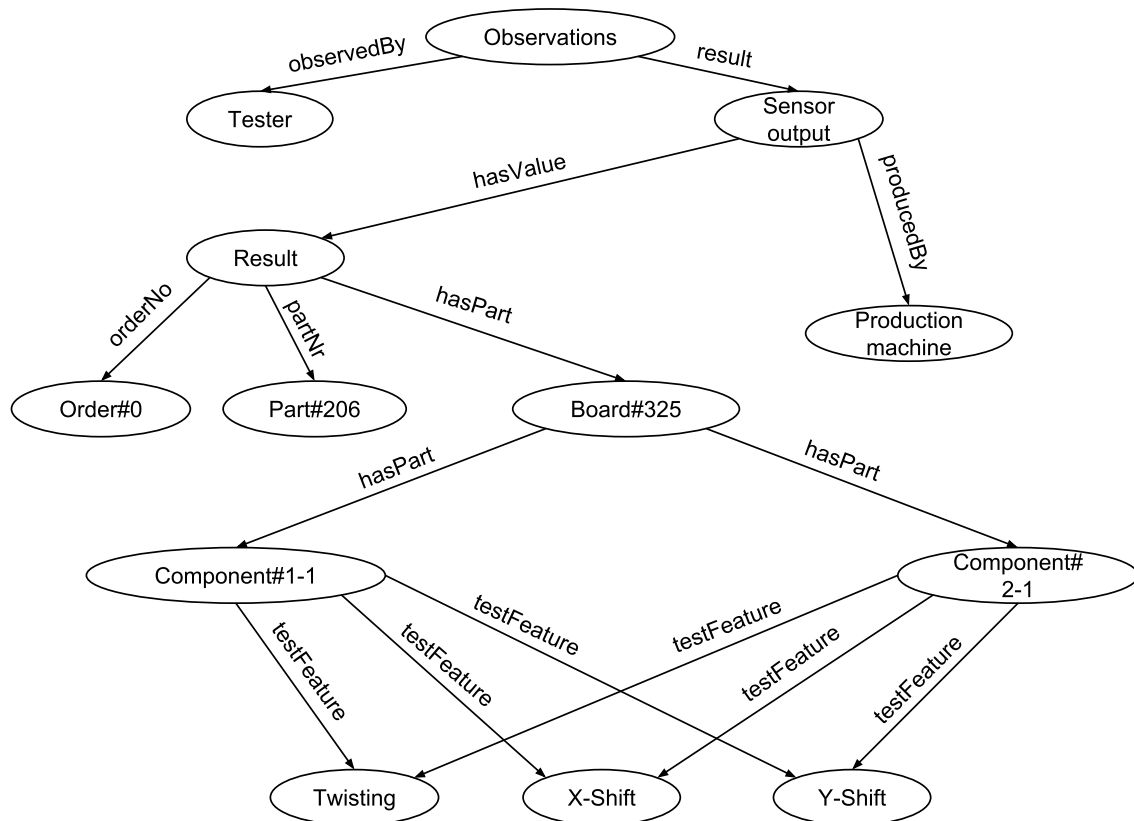 Observations
observedBy
result
Tester
Sensor
output
hasValue
producedBy
Result
orderNo
partNr
hasPart
Production
machine
Order#0
Part#206
Board#325
hasPart
hasPart
Component#1-1
Component#
2-1
testFeature
testFeature
testFeature
testFeature
testFeature
testFeature
Twisting
X-Shift
Y-Shift